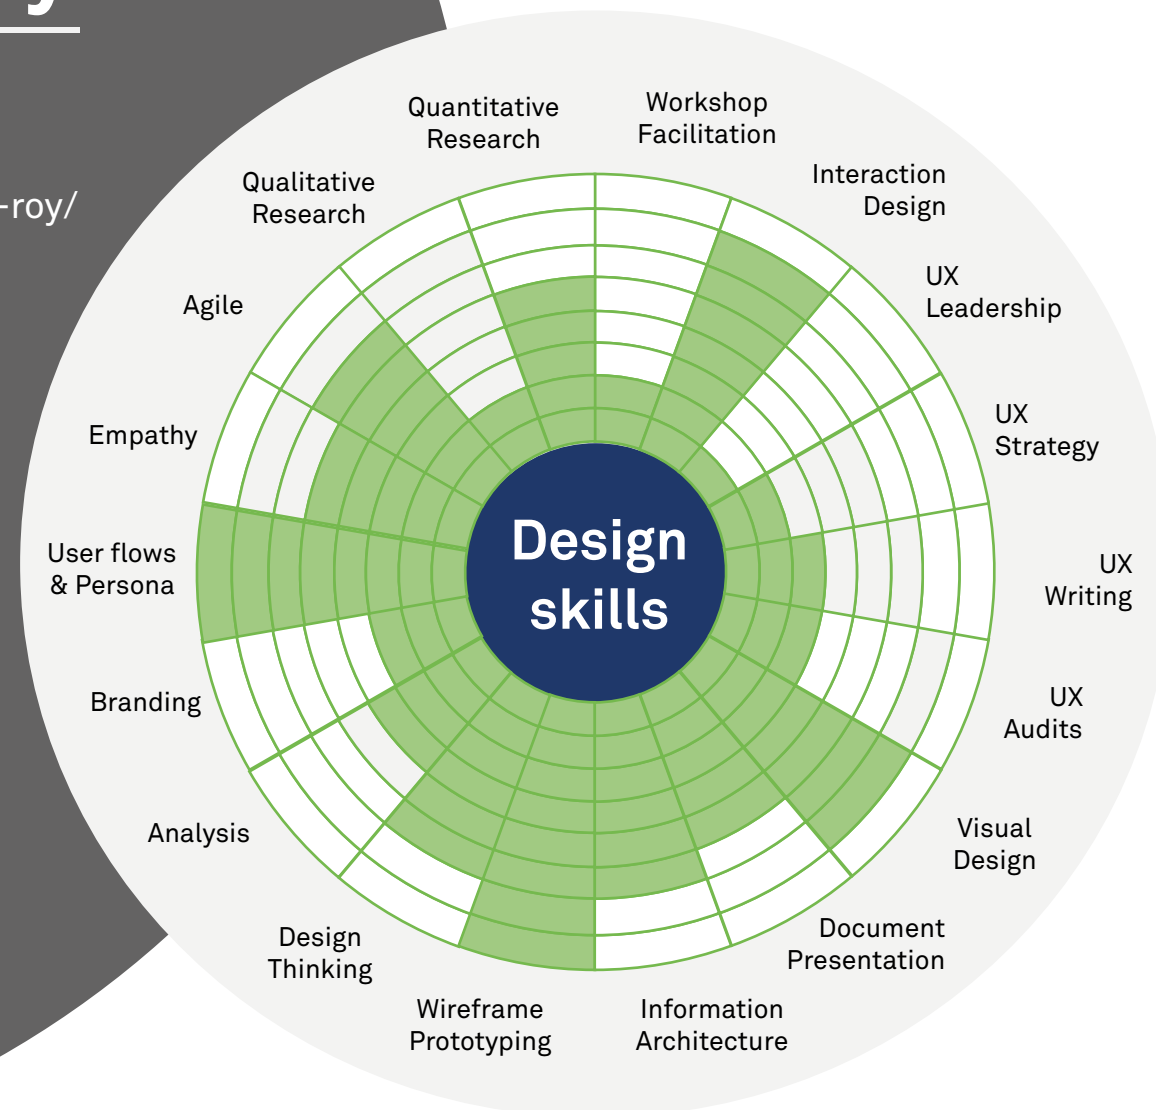 y
-roy/
Quantitative
Research
Workshop
Facilitation
Interaction
Design
Qualitative
Research
UX
Leadership
Agile
UX
Strategy
Empathy
Design
skills
User flows
& Persona
UX
Writing
Branding
UX
Audits
Analysis
Visual
Design
Design
Thinking
Document
Presentation
Wireframe
Prototyping
Information
Architecture